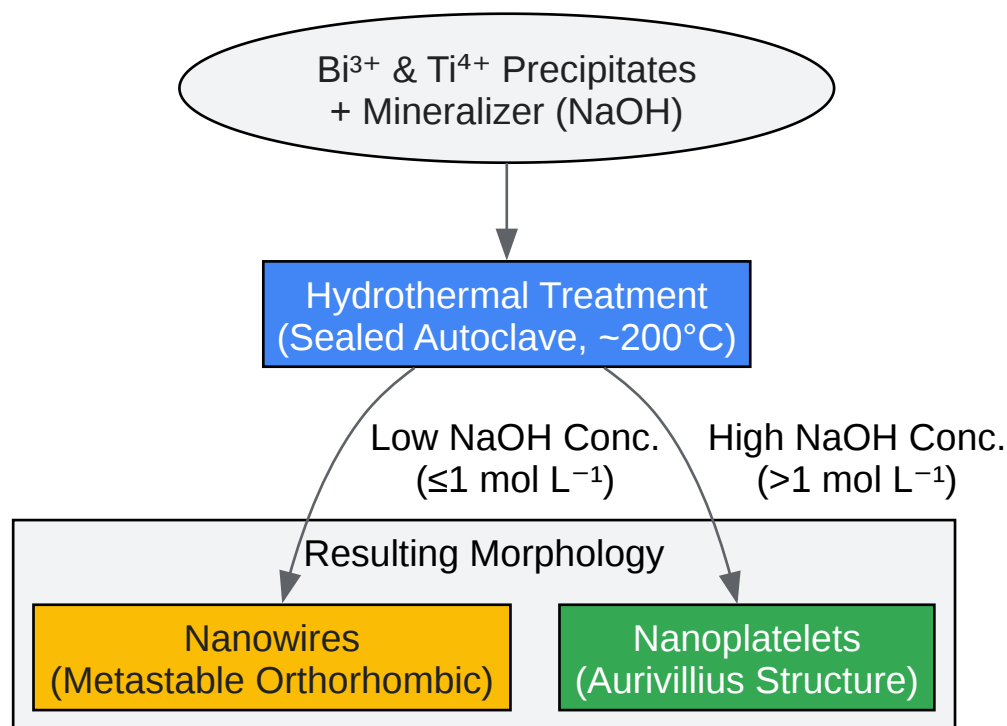 Bi³⁺ & Ti⁴⁺ Precipitates
+ Mineralizer (NaOH)
Hydrothermal Treatment
(Sealed Autoclave, ~200°C)
Low NaOH Conc.
(≤1 mol L⁻¹)
High NaOH Conc.
(>1 mol L⁻¹)
Resulting Morphology
Nanowires
(Metastable Orthorhombic)
Nanoplatelets
(Aurivillius Structure)